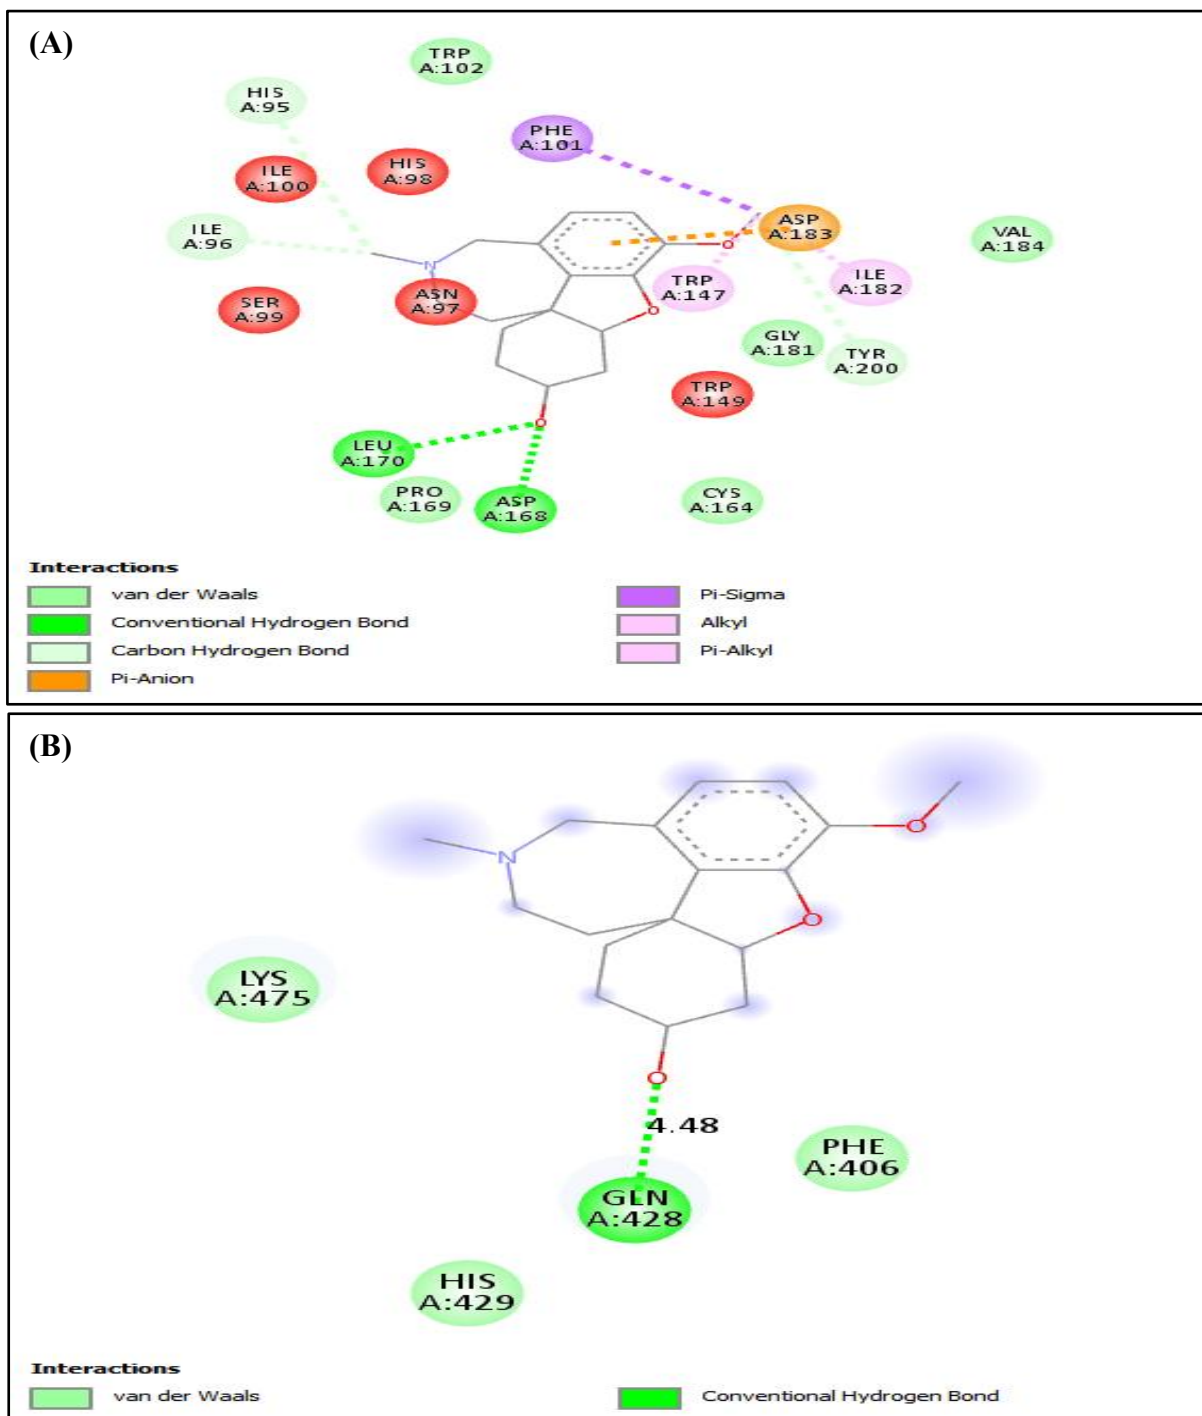 (A)
TRP
A:102
HIS
A:95
PHE
A:101
ILE
A:100
HIS
A:98
ASP
A:183
VAL
A:184
ILE
A:96
TRP
A:147
ILE
A:182
SER
A:99
ASN
A:97
N
O
O
GLY
A:181
TYR
A:200
TRP
A:149
O
LEU
A:170
PRO
A:169
ASP
A:168
CYS
A:164
Interactions
van der Waals
Conventional Hydrogen Bond
Carbon Hydrogen Bond
Pi-Anion
Pi-Sigma
Alkyl
Pi-Alkyl
(B)
O
N
O
LYS
A:475
O
4.48
PHE
A:406
GLN
A:428
HIS
A:429
Interactions
van der Waals
Conventional Hydrogen Bond